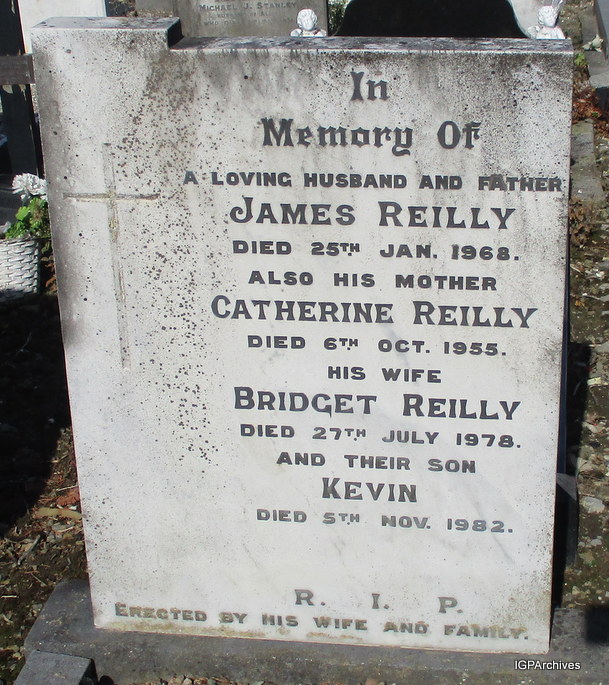 MICHAEL J. STANLEY
In
Memory Of
A LOVING HUSBAND AND FATHER
JAMES REILLY
DIED 25TH JAN. 1968.
ALSO HIS MOTHER
CATHERINE REILLY
DIED 6TH OCT. 1955.
HIS WIFE
BRIDGET REILLY
DIED 27TH JULY 1978.
AND THEIR SON
KEVIN
DIED 5TH NOV. 1982.
R. I. P.
ERECTED BY HIS WIFE AND FAMILY.
IGPArchives